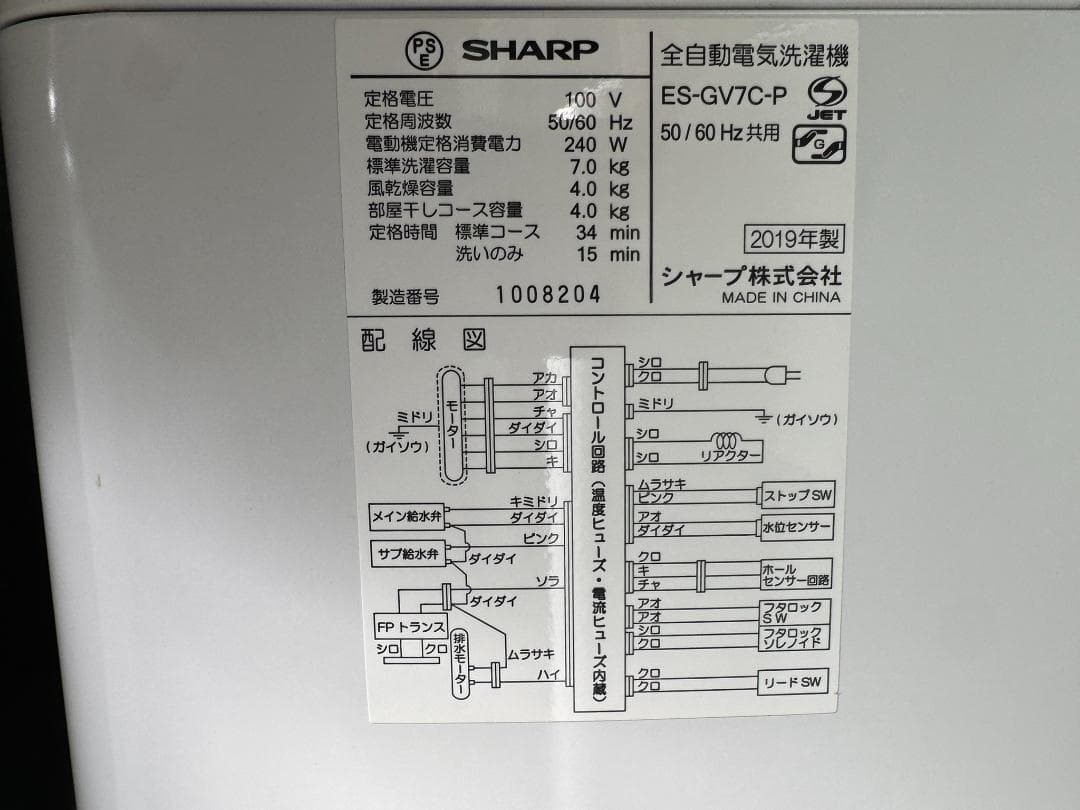 PSE SHARP
定格電圧 100 V
定格周波数 50/60 Hz
電動機定格消費電力 240 W
標準洗濯容量 7.0 kg
風乾燥容量 4.0 kg
部屋干しコース容量 4.0 kg
定格時間 標準コース 34 min
洗いのみ 15 min
製造番号 1008204
全自動電気洗濯機
ES-GV7C-P
S JET
50/60 Hz共用
G
2019年製
シャープ株式会社
MADE IN CHINA
配線図
モーター
ミドリ
(ガイソウ)
アカ
アオ
チャ
ダイダイ
シロ
キ
メイン給水弁
キミドリ
ダイダイ
サブ給水弁
ピンク
ダイダイ
ソラ
ダイダイ
FPトランス
シロ クロ
排水モーター
ムラサキ
ハイ
コントロール回路(温度ヒューズ・電流ヒューズ内蔵)
シロ
クロ
ミドリ
(ガイソウ)
シロ
シロ
リアクター
ムラサキ
ピンク
ストップSW
アオ
ダイダイ
水位センサー
クロ
キ
チャ
ホール
センサー回路
アオ
アオ
フタロック
SW
シロ
クロ
フタロック
ソレノイド
クロ
クロ
リードSW